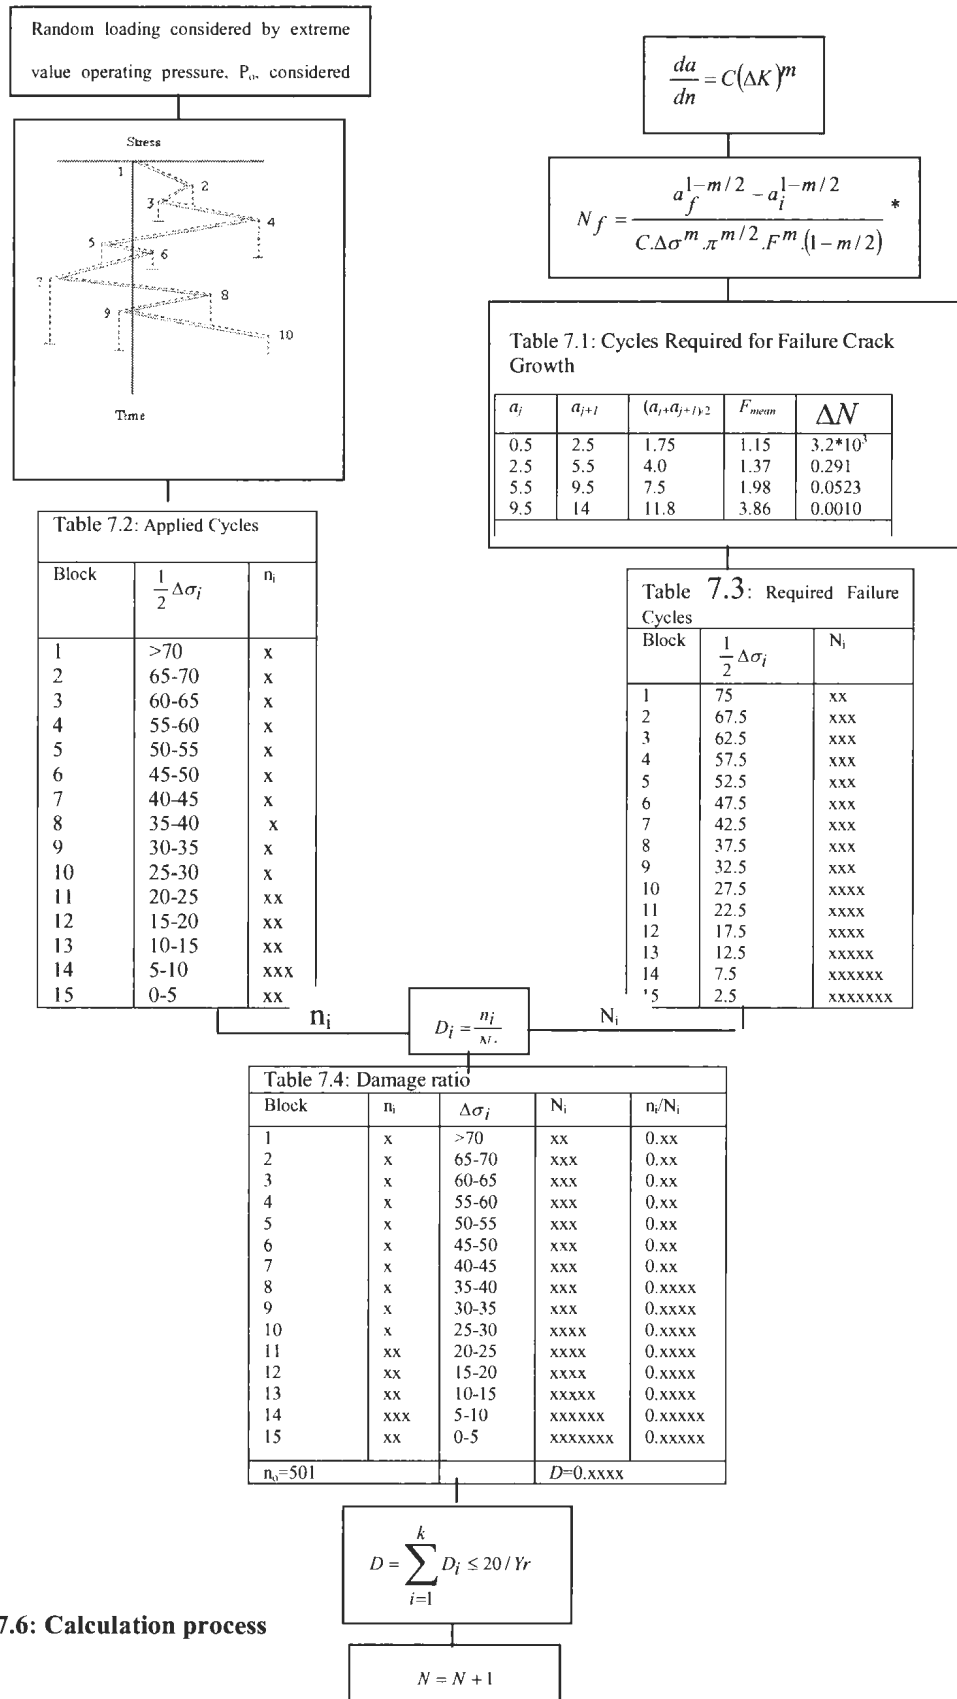 Random loading considered by extreme
value operating pressure, Pₒ, considered
Stress
1
2
3
4
5
6
7
8
9
10
Time
da/dn = C(ΔK)^m
N_f = (a_f^{1-m/2} - a_i^{1-m/2}) / (C.Δσ^m.π^{m/2}.F^m.(1-m/2)) *
Table 7.1: Cycles Required for Failure Crack
Growth
a_j a_{j+1} (a_j+a_{j+1})/2 F_mean ΔN
0.5 2.5 1.75 1.15 3.2*10³
2.5 5.5 4.0 1.37 0.291
5.5 9.5 7.5 1.98 0.0523
9.5 14 11.8 3.86 0.0010
Table 7.2: Applied Cycles
Block ½Δσ_i n_i
1 >70 x
2 65-70 x
3 60-65 x
4 55-60 x
5 50-55 x
6 45-50 x
7 40-45 x
8 35-40 x
9 30-35 x
10 25-30 x
11 20-25 xx
12 15-20 xx
13 10-15 xx
14 5-10 xxx
15 0-5 xx
Table 7.3: Required Failure
Cycles
Block ½Δσ_i N_i
1 75 xx
2 67.5 xxx
3 62.5 xxx
4 57.5 xxx
5 52.5 xxx
6 47.5 xxx
7 42.5 xxx
8 37.5 xxx
9 32.5 xxx
10 27.5 xxxx
11 22.5 xxxx
12 17.5 xxxx
13 12.5 xxxxx
14 7.5 xxxxxx
15 2.5 xxxxxxx
n_i
D_i = n_i/N_i
N_i
Table 7.4: Damage ratio
Block n_i Δσ_i N_i n_i/N_i
1 x >70 xx 0.xx
2 x 65-70 xxx 0.xx
3 x 60-65 xxx 0.xx
4 x 55-60 xxx 0.xx
5 x 50-55 xxx 0.xx
6 x 45-50 xxx 0.xx
7 x 40-45 xxx 0.xx
8 x 35-40 xxx 0.xxxx
9 x 30-35 xxx 0.xxxx
10 x 25-30 xxxx 0.xxxx
11 xx 20-25 xxxx 0.xxxx
12 xx 15-20 xxxx 0.xxxx
13 xx 10-15 xxxxx 0.xxxx
14 xxx 5-10 xxxxxx 0.xxxxx
15 xx 0-5 xxxxxxx 0.xxxxx
nₒ=501 D=0.xxxx
D = ∑_{i=1}^{k} D_i ≤ 20 / Yr
7.6: Calculation process
N = N + 1